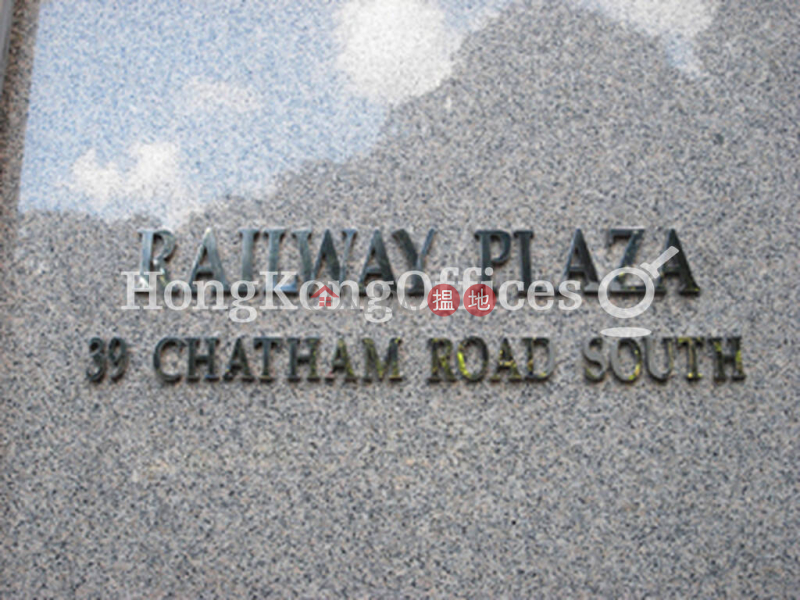 RAILWAY PLAZA
HongKongOffices
搵地
39 CHATHAM ROAD SOUTH